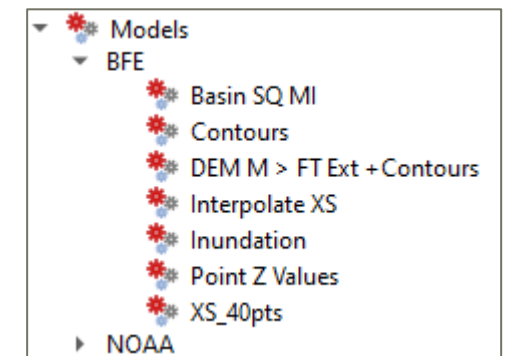 Models
BFE
Basin SQ MI
Contours
DEM M > FT Ext +Contours
Interpolate XS
Inundation
Point Z Values
XS_40pts
NOAA